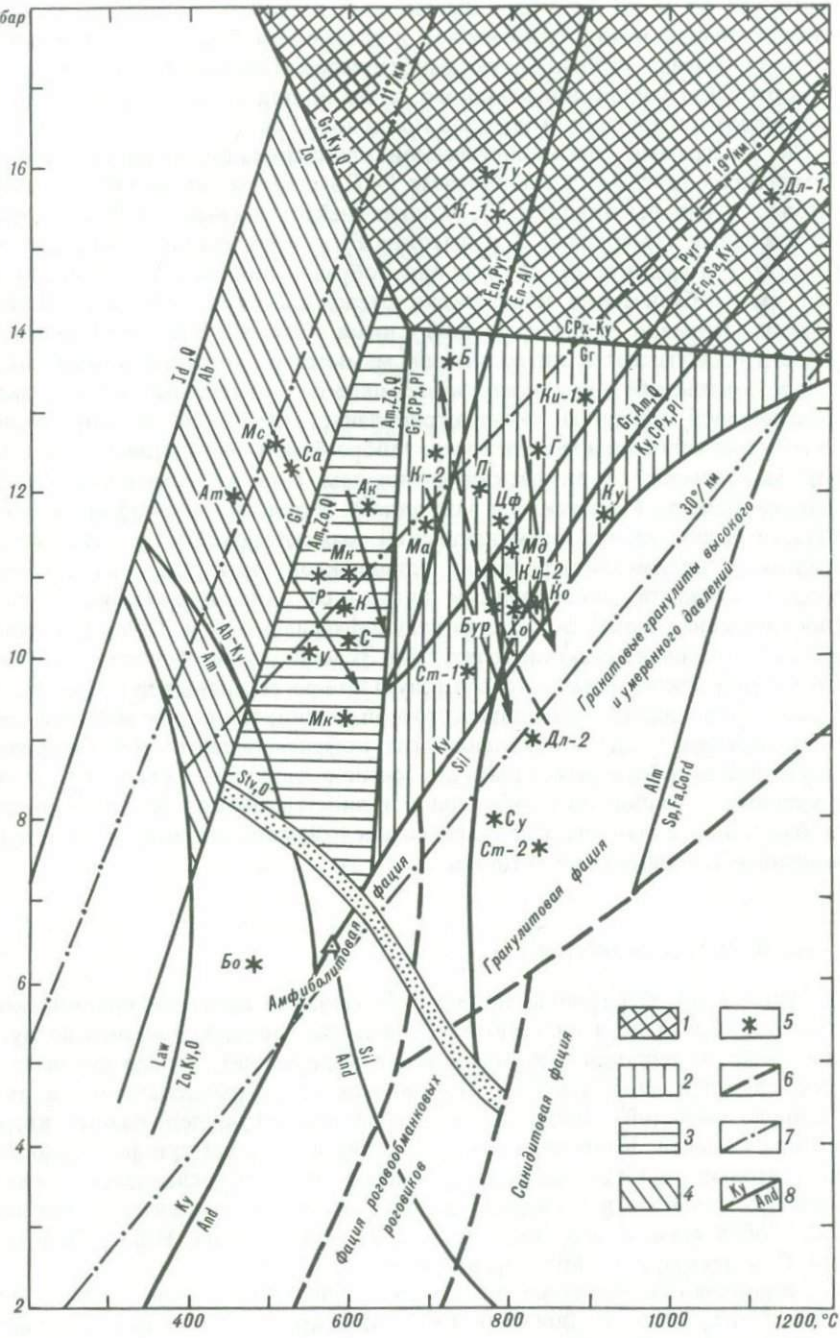 бар
16
14
12
10
8
6
4
2
400
600
800
1000
1200,°
11°/км
Gr,Ky,Q
Zo
Ту
К-1
19°/км
Дл-1
En,Pyr
En-Al
Pyr
En,Sa,Ky
CPx-Ky
Gr
Jd,Q
Ab
Am,Zo,Q
Gr,CPx,Pl
Б
Ки-1
Gr,Am,Q
Ky,CPx,Pl
Мс
Са
Ат
Gl
Am,Zo,Q
Ак
Кт-2
Ма
П
Г
Цф
Ку
30°/км
Мк
Р
К
С
У
Мк
Мд
Ки-2
Ко
Бур
Хо
Ст-1
Ab-Ky
Am
Гранатовые гранулиты высокого
и умеренного давлений
Дл-2
Ky
Sil
Stv,Q
Alm
Sp,Fa,Cord
Су
Ст-2
Амфиболитовая фация
Гранулитовая фация
Бо
Law
Zo,Ky,Q
Sil
And
Ky
And
Фация роговообманковых
роговиков
Санидитовая фация
1
2
3
4
5
6
7
Ky
And
8